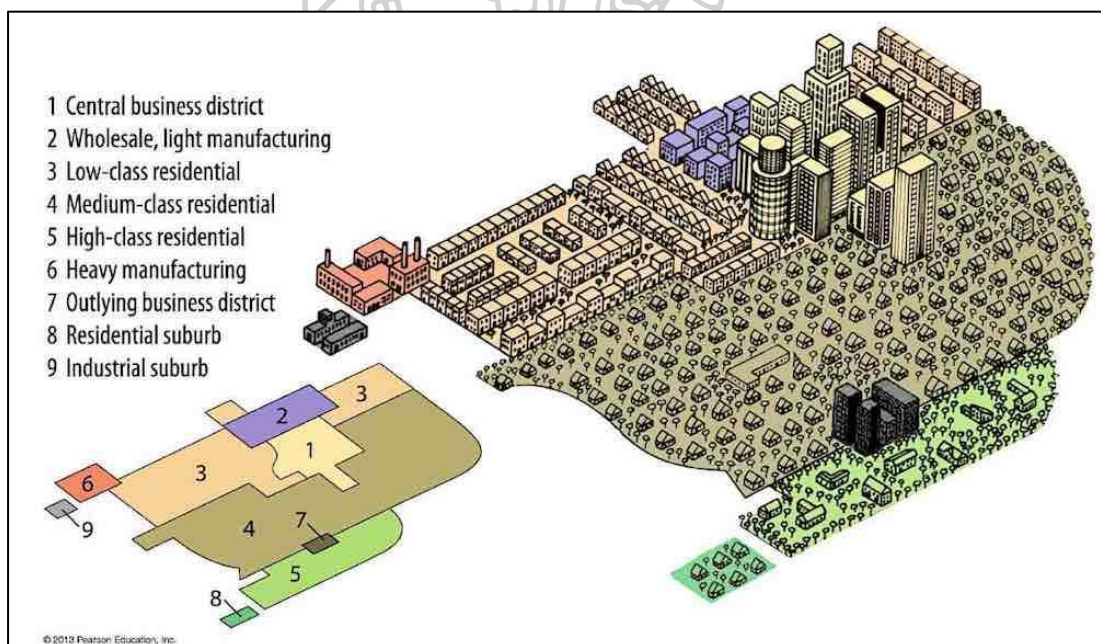 1 Central business district
2 Wholesale, light manufacturing
3 Low-class residential
4 Medium-class residential
5 High-class residential
6 Heavy manufacturing
7 Outlying business district
8 Residential suburb
9 Industrial suburb
3
2
1
3
6
9
4
7
5
8
© 2013 Pearson Education, Inc.